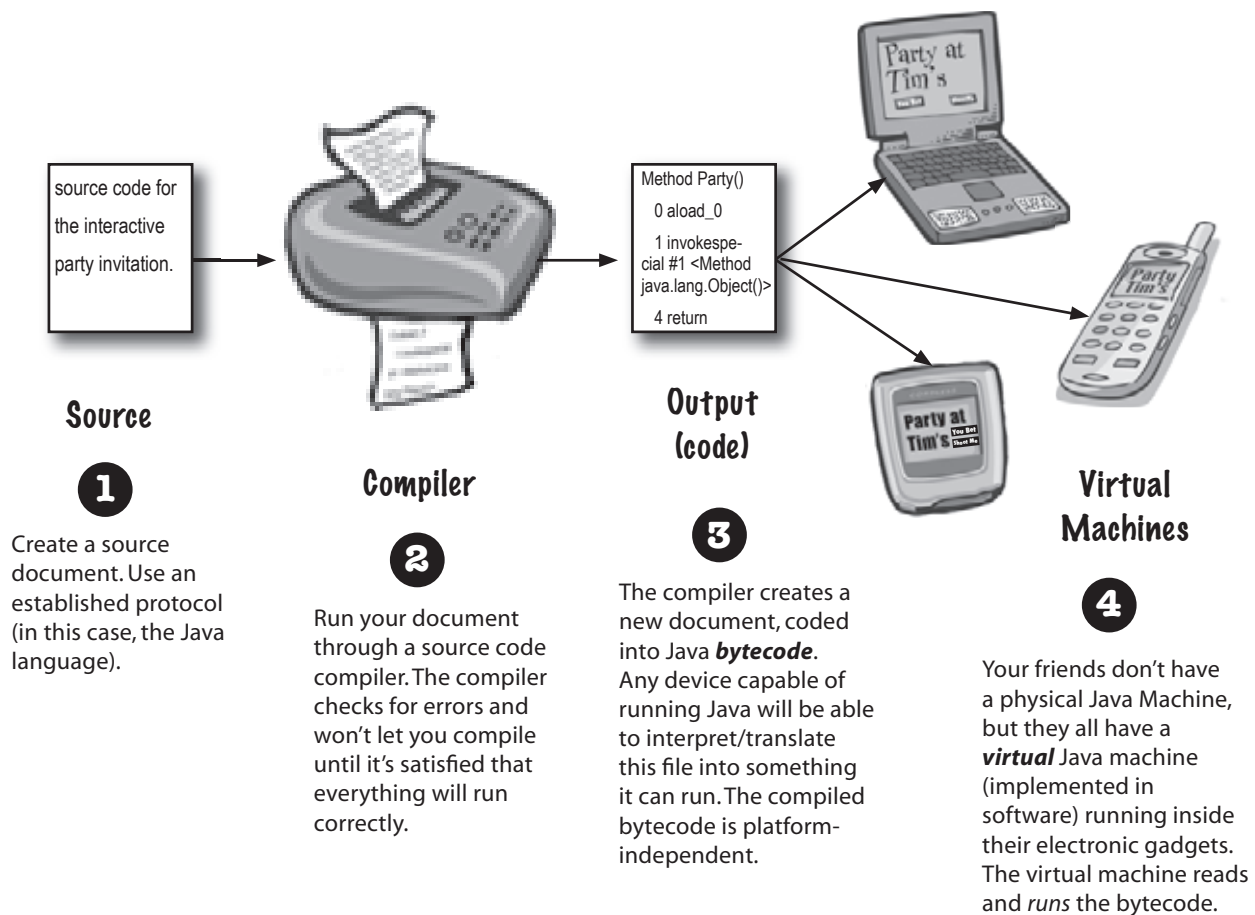 source code for
the interactive
party invitation.
Source
1
Create a source
document. Use an
established protocol
(in this case, the Java
language).
Compiler
2
Run your document
through a source code
compiler. The compiler
checks for errors and
won't let you compile
until it's satisfied that
everything will run
correctly.
Method Party()
0 aload_0
1 invokespe-
cial #1 <Method
java.lang.Object()>
4 return
Output
(code)
3
The compiler creates a
new document, coded
into Java bytecode.
Any device capable of
running Java will be able
to interpret/translate
this file into something
it can run. The compiled
bytecode is platform-
independent.
Party at
Tim's
Party
Tim's
Party at
Tim's
You Bet
Shoot Me
Virtual
Machines
4
Your friends don't have
a physical Java Machine,
but they all have a
virtual Java machine
(implemented in
software) running inside
their electronic gadgets.
The virtual machine reads
and runs the bytecode.